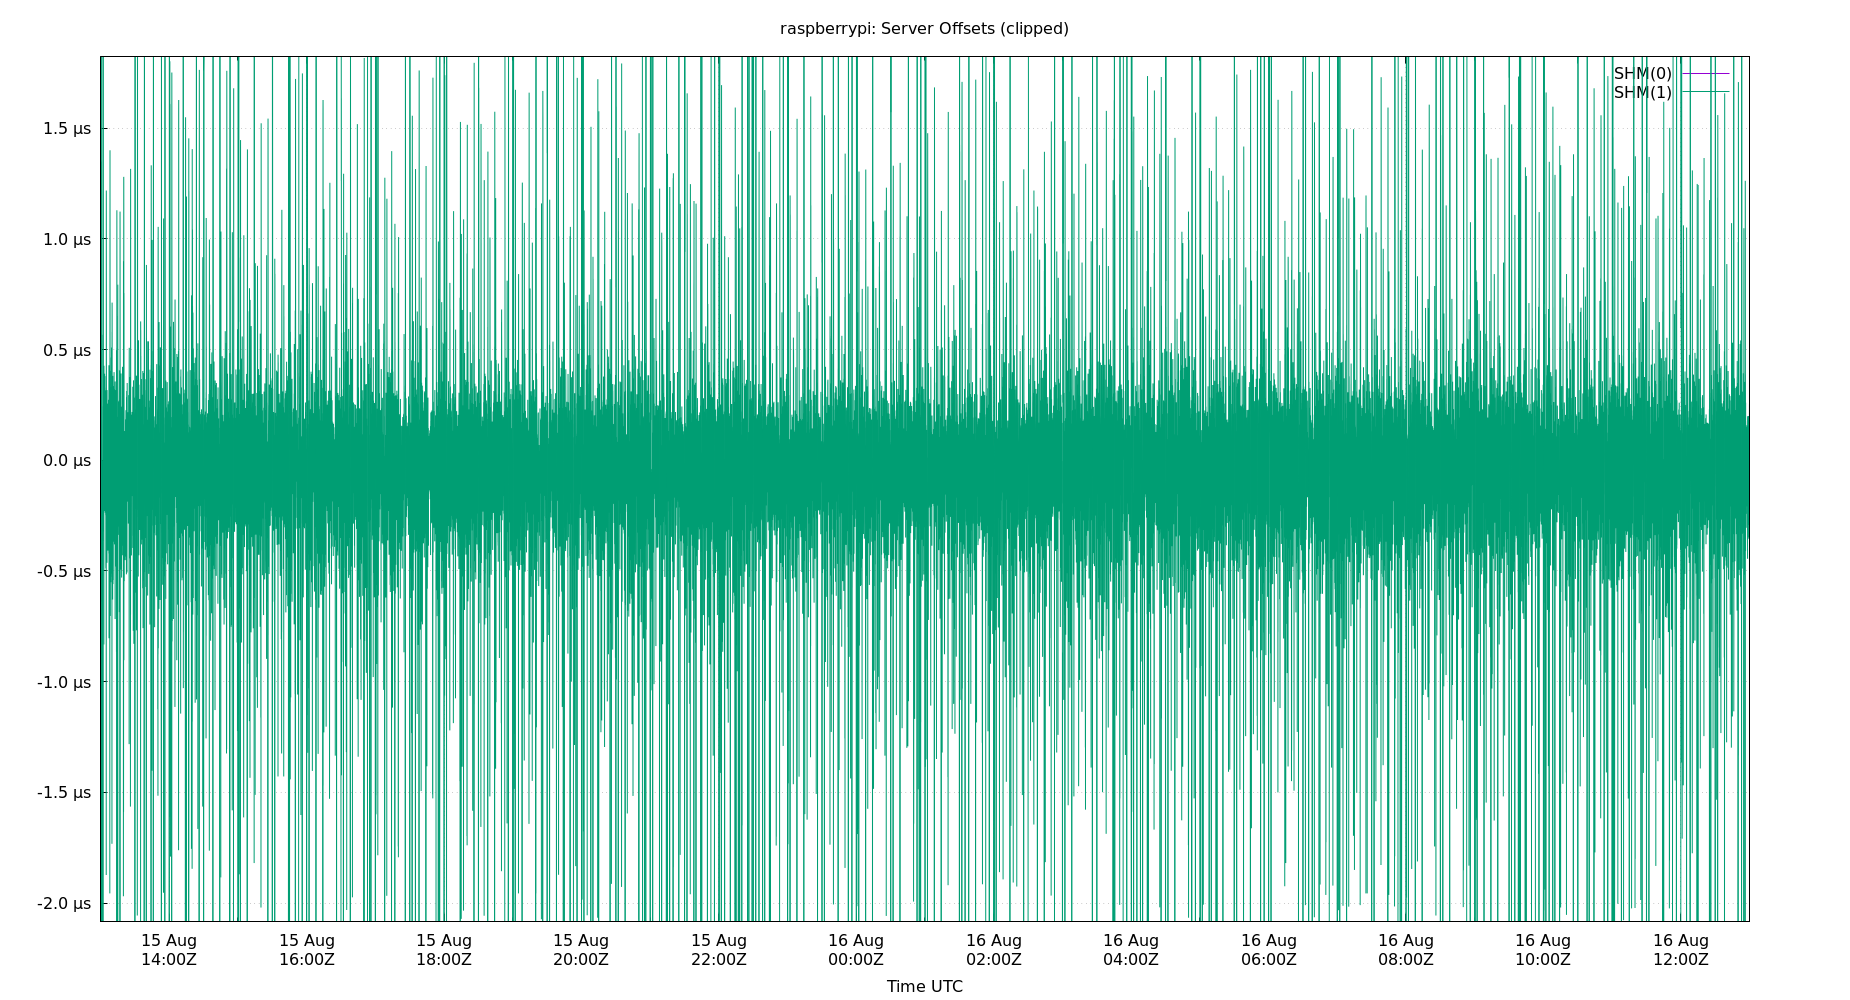 raspberrypi: Server Offsets (clipped)
SHM(0)
SHM(1)
1.5 µs
1.0 µs
0.5 µs
0.0 µs
-0.5 µs
-1.0 µs
-1.5 µs
-2.0 µs
15 Aug 15 Aug 15 Aug 15 Aug 15 Aug 16 Aug 16 Aug 16 Aug 16 Aug 16 Aug 16 Aug 16 Aug
14:00Z 16:00Z 18:00Z 20:00Z 22:00Z 00:00Z 02:00Z 04:00Z 06:00Z 08:00Z 10:00Z 12:00Z
Time UTC